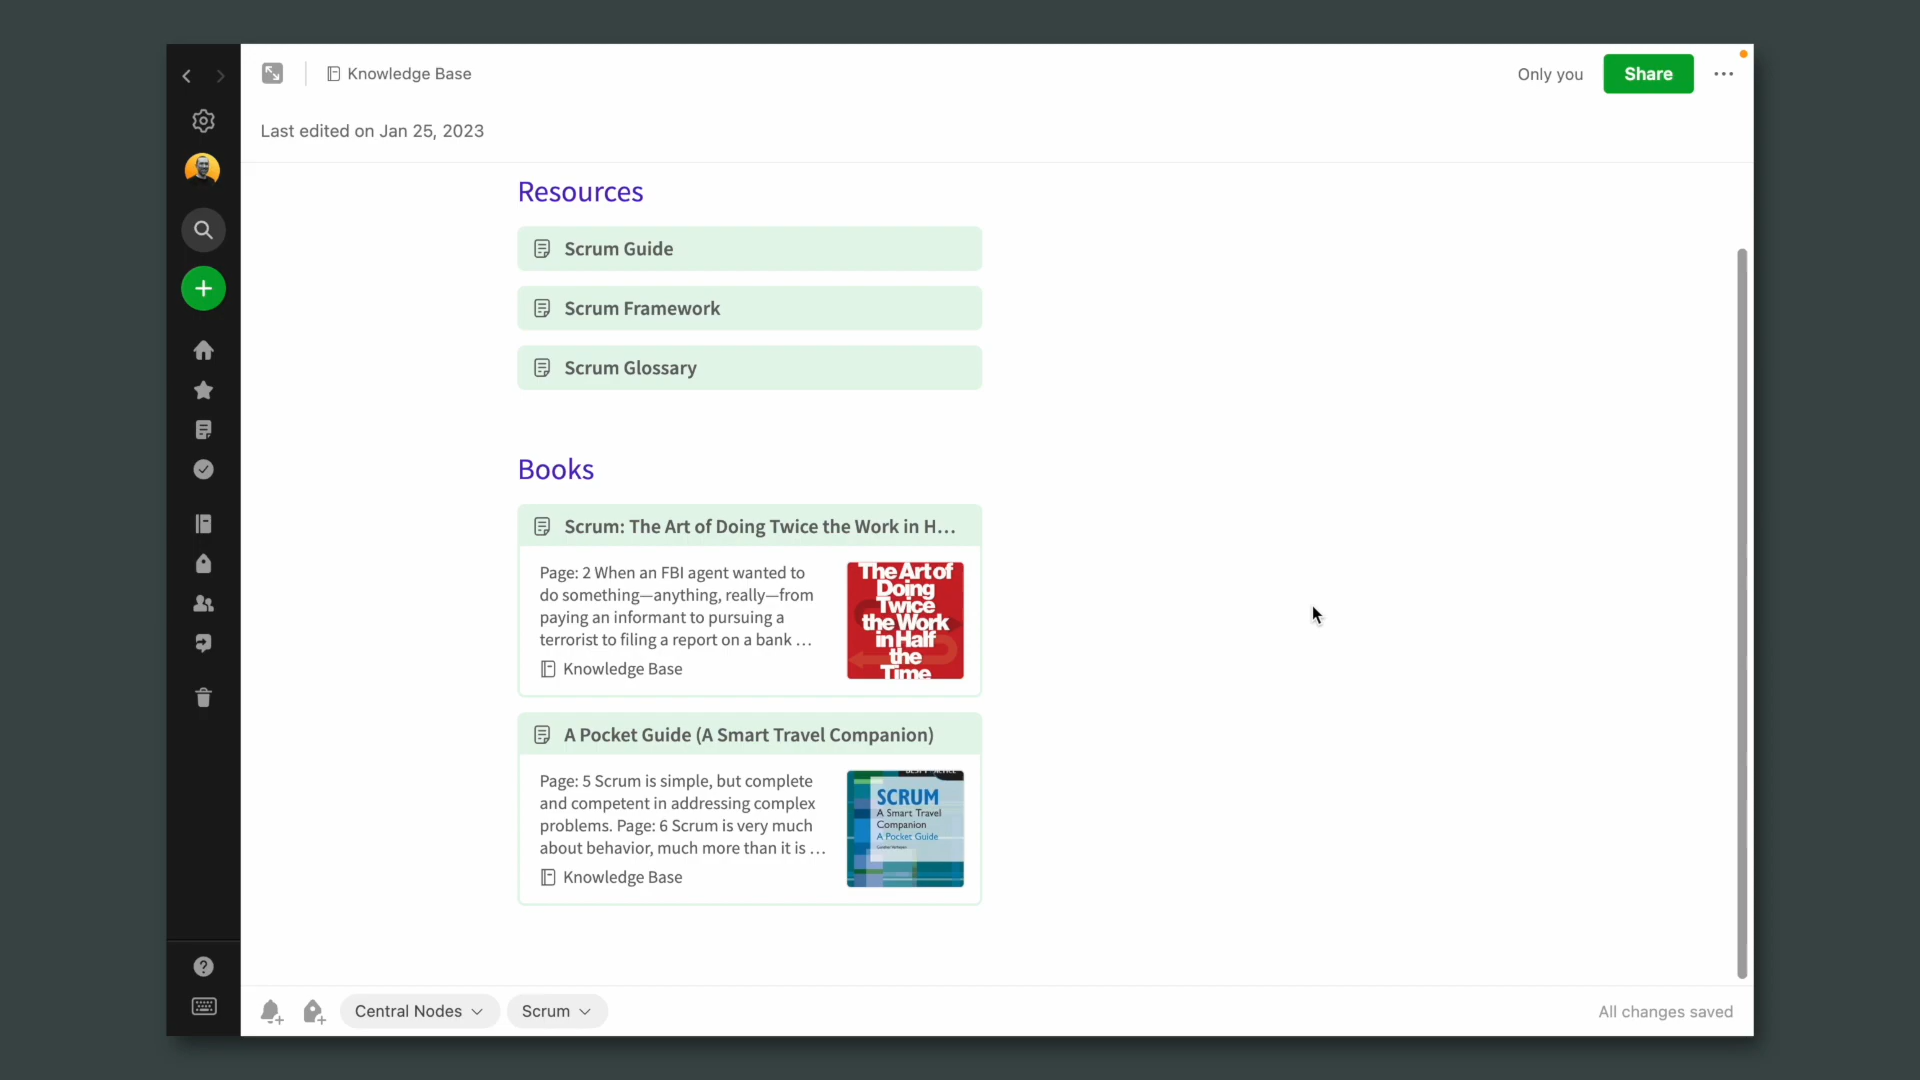 Knowledge Base
Only you
Share
Last edited on Jan 25, 2023
Resources
Scrum Guide
Scrum Framework
Scrum Glossary
Books
Scrum: The Art of Doing Twice the Work in H...
Page: 2 When an FBI agent wanted to
do something—anything, really—from
paying an informant to pursuing a
terrorist to filing a report on a bank ...
Knowledge Base
The Art of
Doing
Twice
the Work
in Half
the
Time
A Pocket Guide (A Smart Travel Companion)
Page: 5 Scrum is simple, but complete
and competent in addressing complex
problems. Page: 6 Scrum is very much
about behavior, much more than it is ...
Knowledge Base
SCRUM
A Smart Travel
Companion
A Pocket Guide
Central Nodes
Scrum
All changes saved